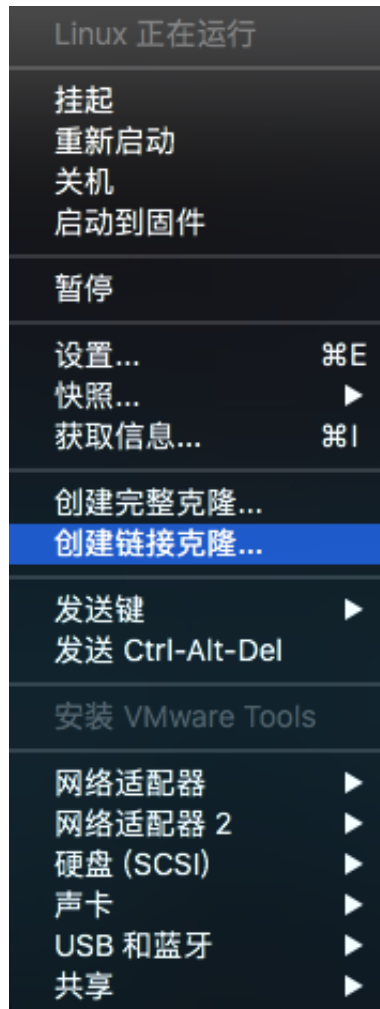 Linux 正在运行
挂起
重新启动
关机
启动到固件
暂停
设置... ⌘E
快照... ▶
获取信息... ⌘I
创建完整克隆...
创建链接克隆...
发送键 ▶
发送 Ctrl-Alt-Del
安装 VMware Tools
网络适配器 ▶
网络适配器 2 ▶
硬盘 (SCSI) ▶
声卡 ▶
USB 和蓝牙 ▶
共享 ▶